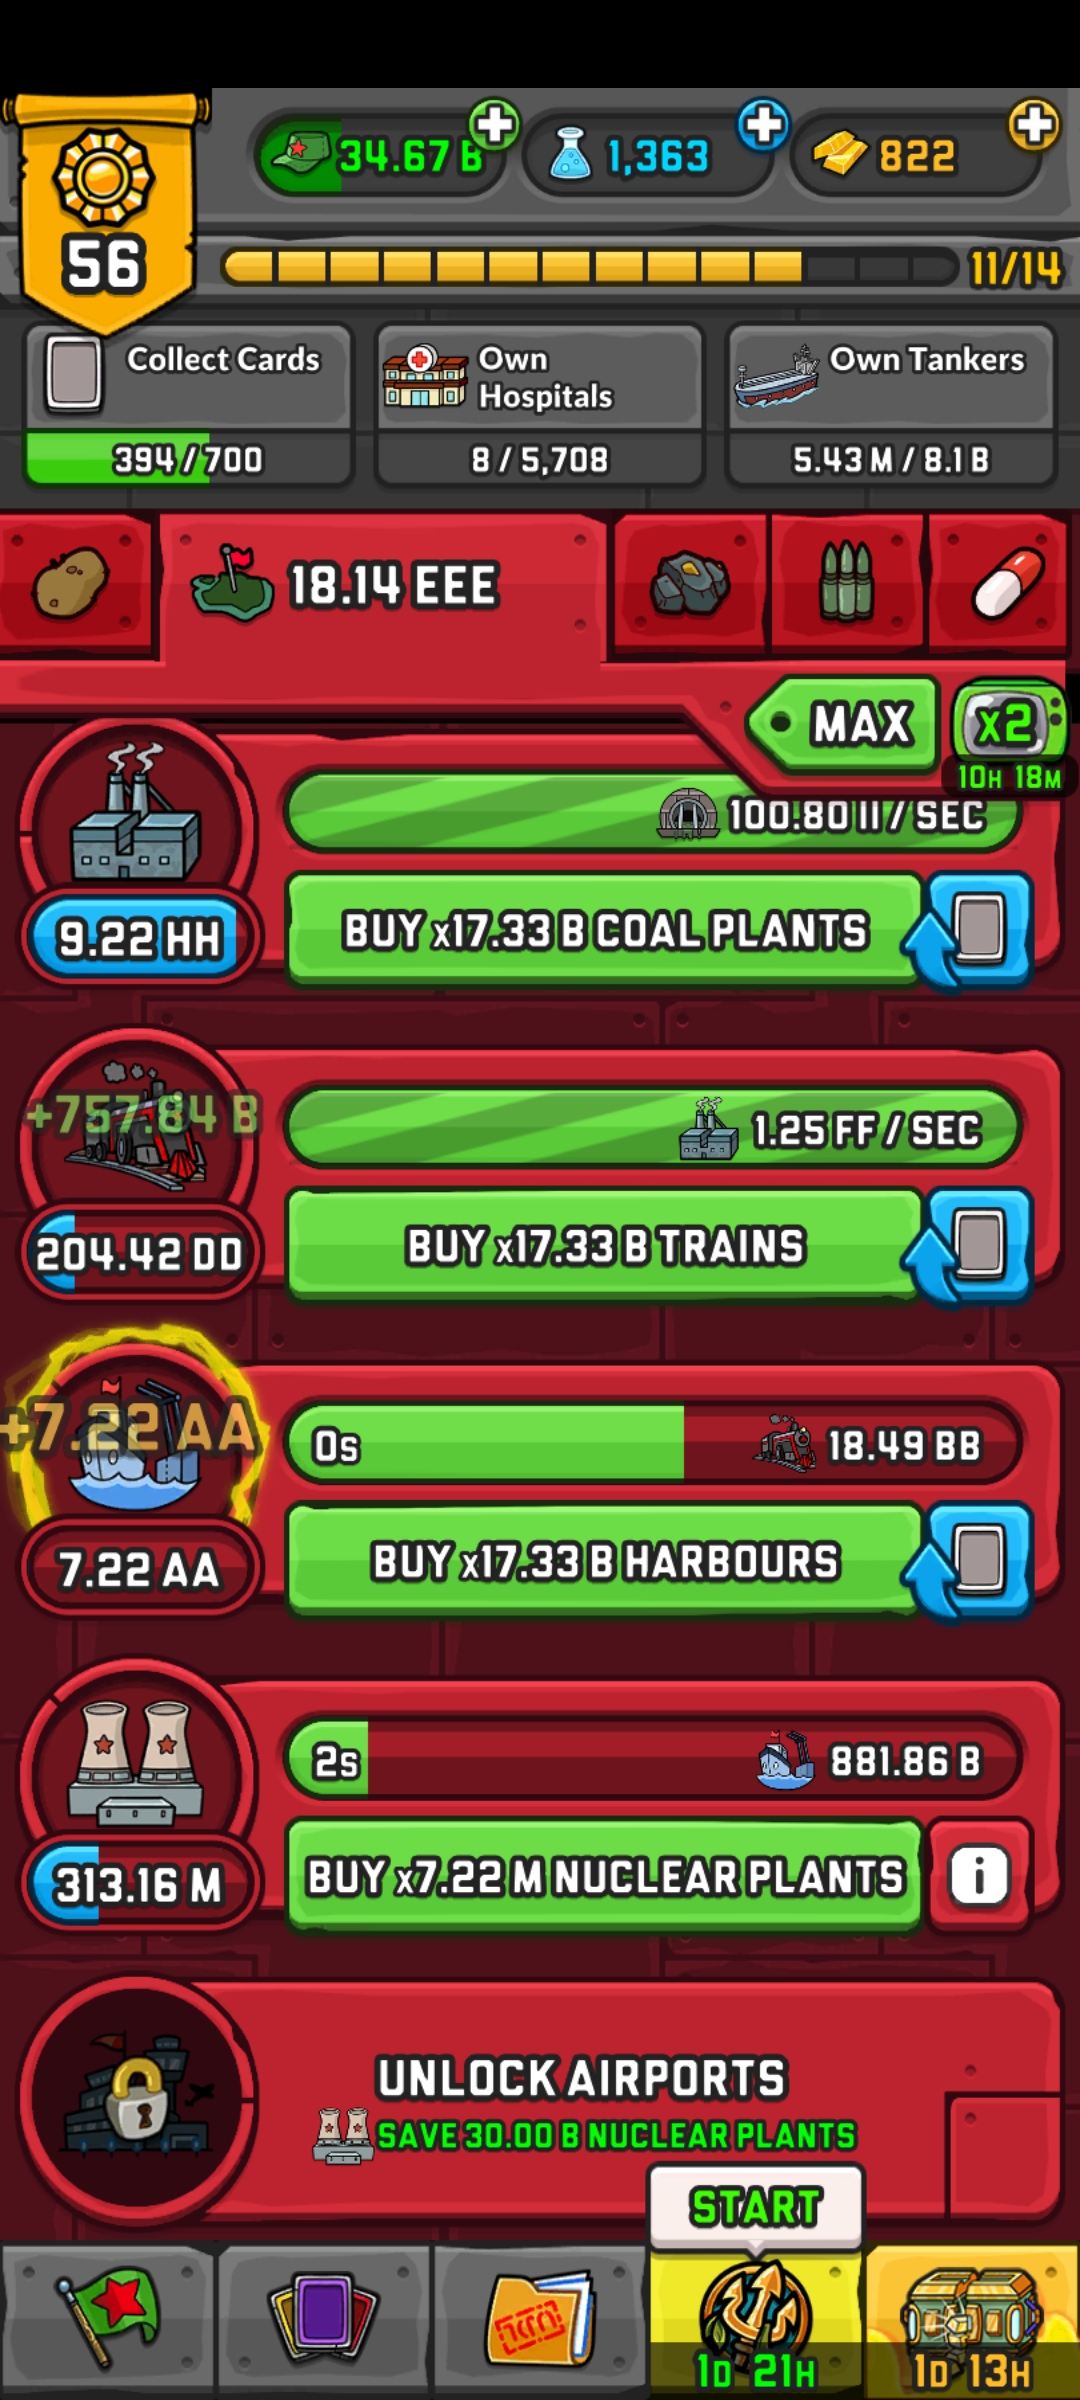 56
34.67 B
1,363
822
11/14
Collect Cards
394/700
Own
Hospitals
8/5,708
Own Tankers
5.43 M/8.1 B
18.14 EEE
MAX
x2
10H 18M
100.80 II/SEC
9.22 HH
BUY x17.33 B COAL PLANTS
+757.84 B
1.25 FF/SEC
204.42 DD
BUY x17.33 B TRAINS
+7.22 AA
0s
18.49 BB
7.22 AA
BUY x17.33 B HARBOURS
2s
881.86 B
313.16 M
BUY x7.22 M NUCLEAR PLANTS
i
UNLOCK AIRPORTS
SAVE 30.00 B NUCLEAR PLANTS
START
1D 21H
1D 13H